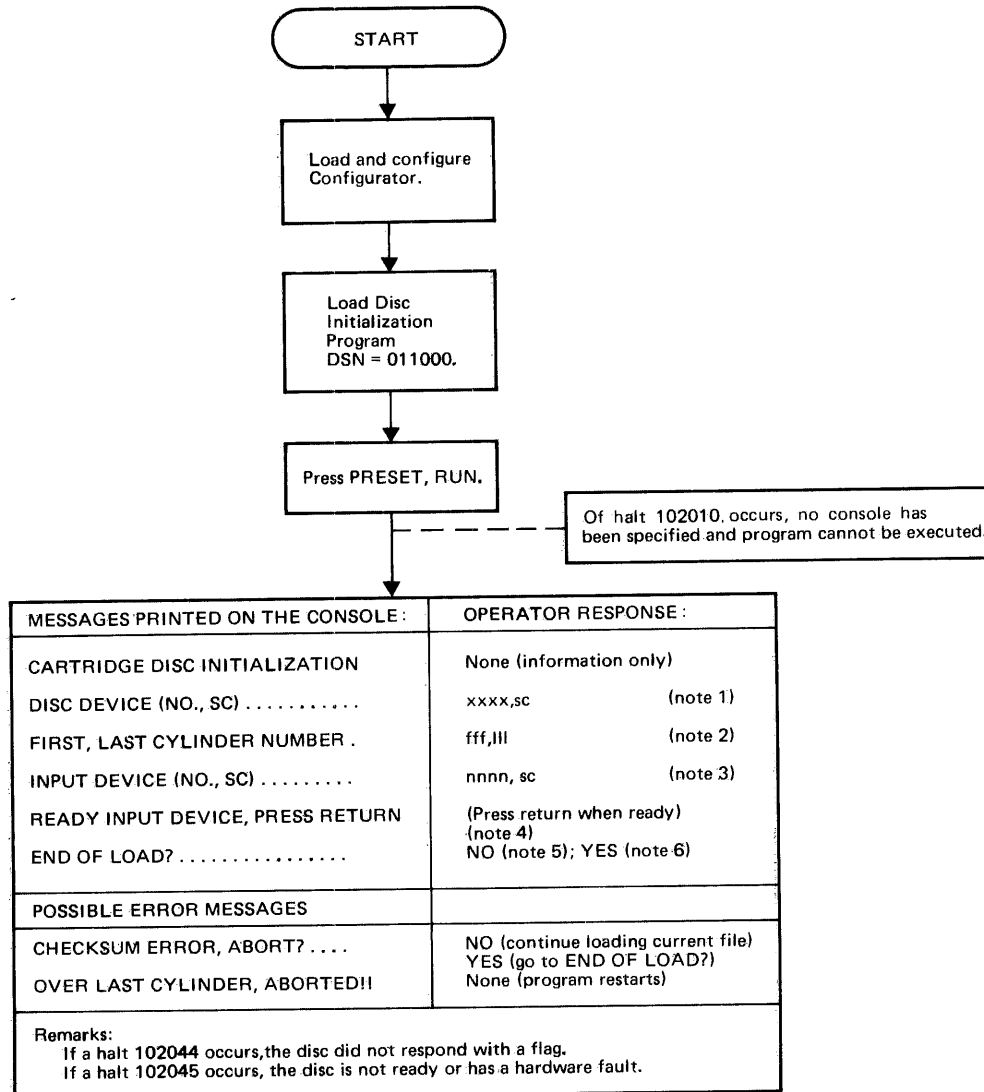 START
Load and configure
Configurator.
Load Disc
Initialization
Program
DSN = 011000.
Press PRESET, RUN.
Of halt 102010. occurs, no console has
been specified and program cannot be executed.
MESSAGES PRINTED ON THE CONSOLE: OPERATOR RESPONSE:
CARTRIDGE DISC INITIALIZATION None (information only)
DISC DEVICE (NO., SC) ........... xxxx,sc (note 1)
FIRST, LAST CYLINDER NUMBER . fff,lll (note 2)
INPUT DEVICE (NO., SC) ......... nnnn, sc (note 3)
READY INPUT DEVICE, PRESS RETURN (Press return when ready)
(note 4)
END OF LOAD? ................ NO (note 5); YES (note 6)
POSSIBLE ERROR MESSAGES
CHECKSUM ERROR, ABORT? .... NO (continue loading current file)
YES (go to END OF LOAD?)
OVER LAST CYLINDER, ABORTED!! None (program restarts)
Remarks:
If a halt 102044 occurs,the disc did not respond with a flag.
If a halt 102045 occurs, the disc is not ready or has a hardware fault.